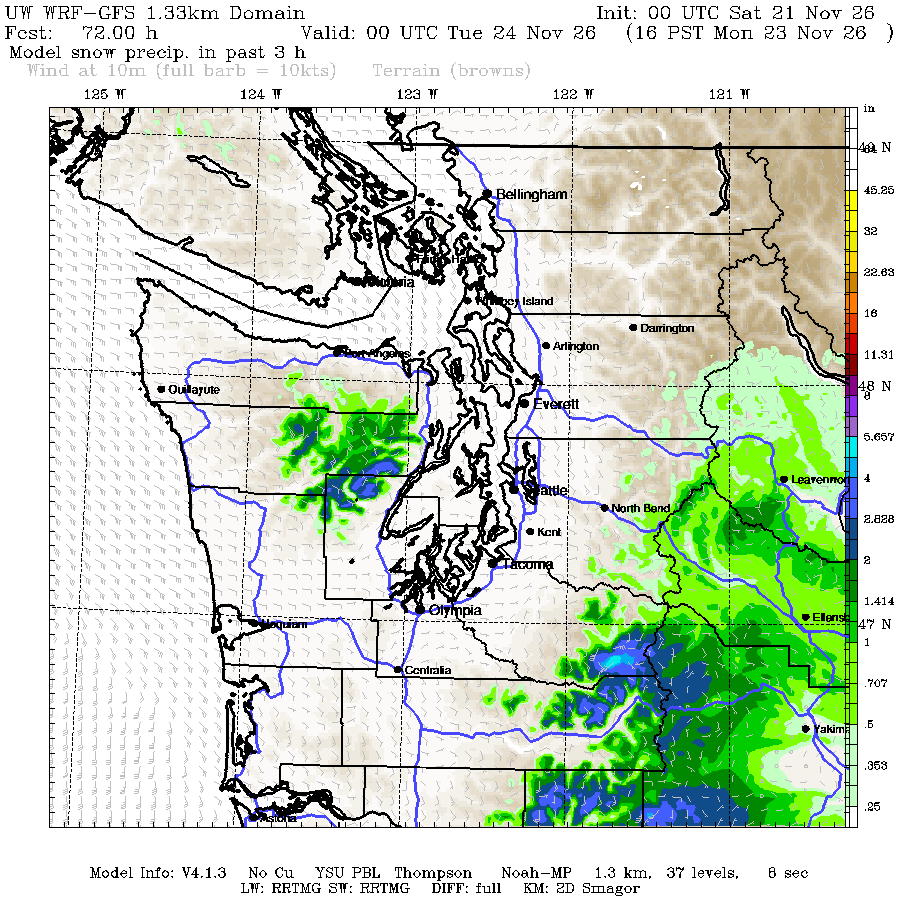 UW WRF-GFS 1.33km Domain Init: 00 UTC Sat 21 Nov 26
Fcst: 72.00 h Valid: 00 UTC Tue 24 Nov 26 (16 PST Mon 23 Nov 26 )
Model snow precip. in past 3 h
Wind at 10m (full barb = 10kts) Terrain (browns)
125 W 124 W 123 W 122 W 121 W
in
49 N
Bellingham
45.25
32
22.63
Whidbey Island
16
Darrington
Arlington
Port Angeles
11.31
Quillayute
48 N
8
Everett
5.657
4
Leavenwor
Seattle
North Bend
2.828
Kent
2
Tacoma
1.414
Olympia
Ellens
Hoquiam
47 N
1
Centralia
.707
.5
Yakima
.353
.25
Astoria
Model Info: V4.1.3 No Cu YSU PBL Thompson Noah-MP 1.3 km, 37 levels, 8 sec
LW: RRTMG SW: RRTMG DIFF: full KM: 2D Smagor